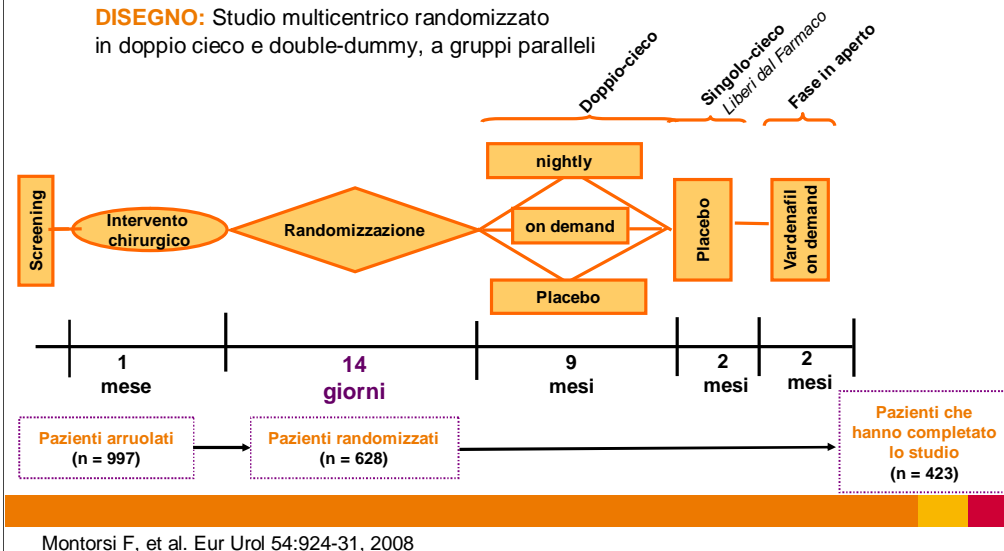 DISEGNO: Studio multicentrico randomizzato
in doppio cieco e double-dummy, a gruppi paralleli
Doppio-cieco
Singolo-cieco
Liberi dal Farmaco
Fase in aperto
Screening
Intervento
chirurgico
Randomizzazione
nightly
on demand
Placebo
Placebo
Vardenafil
on demand
1
mese
14
giorni
9
mesi
2
mesi
2
mesi
Pazienti arruolati
(n = 997)
Pazienti randomizzati
(n = 628)
Pazienti che
hanno completato
lo studio
(n = 423)
Montorsi F, et al. Eur Urol 54:924-31, 2008